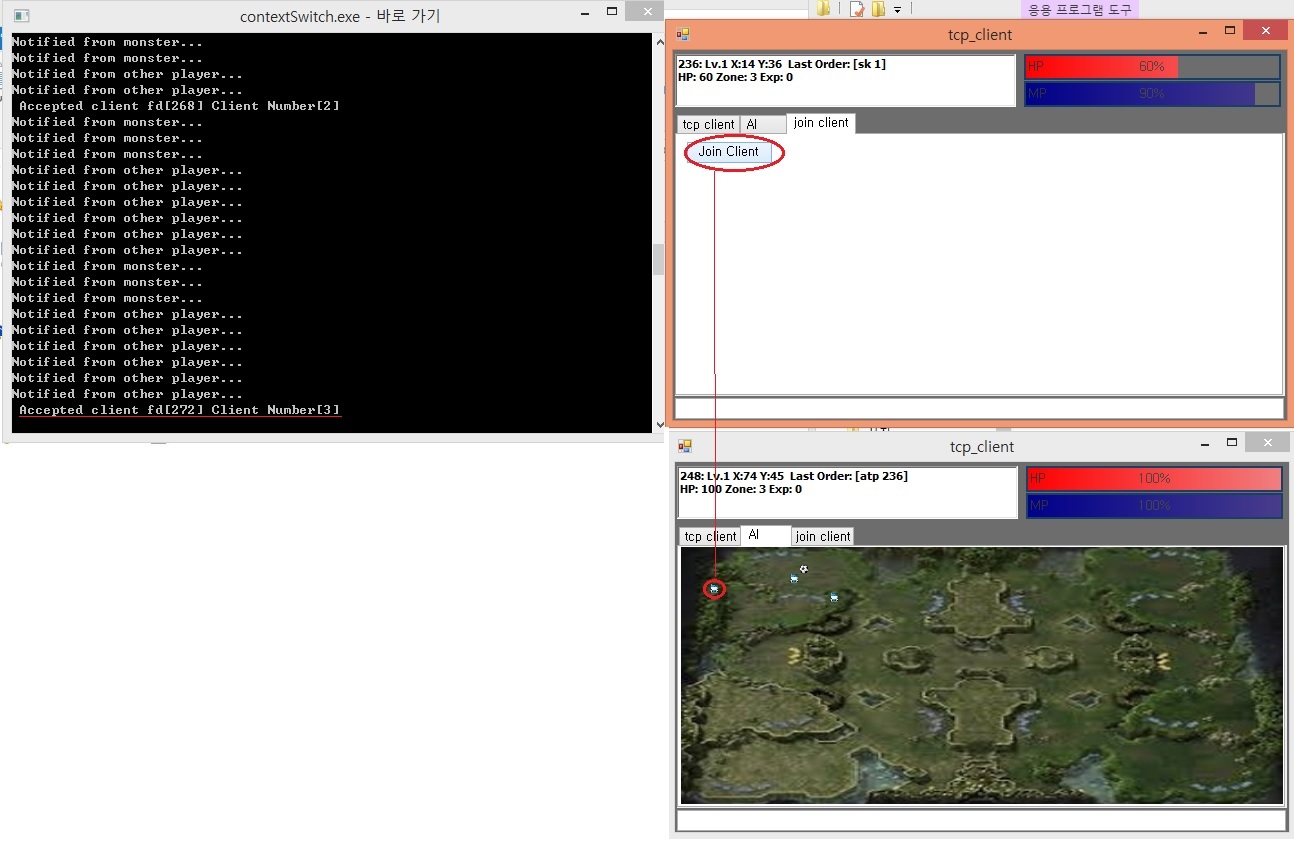 contextSwitch.exe - 바로 가기
Notified from monster...
Notified from monster...
Notified from other player...
Notified from other player...
Accepted client fd[268] Client Number[2]
Notified from monster...
Notified from monster...
Notified from monster...
Notified from other player...
Notified from other player...
Notified from other player...
Notified from other player...
Notified from other player...
Notified from other player...
Notified from monster...
Notified from monster...
Notified from monster...
Notified from other player...
Notified from other player...
Notified from other player...
Notified from other player...
Notified from other player...
Notified from other player...
Accepted client fd[272] Client Number[3]
응용 프로그램 도구
tcp_client
236: Lv.1 X:14 Y:36 Last Order: [sk 1]
HP: 60 Zone: 3 Exp: 0
HP 60%
MP 90%
tcp client AI join client
Join Client
tcp_client
248: Lv.1 X:74 Y:45 Last Order: [atp 236]
HP: 100 Zone: 3 Exp: 0
HP 100%
MP 100%
tcp client AI join client